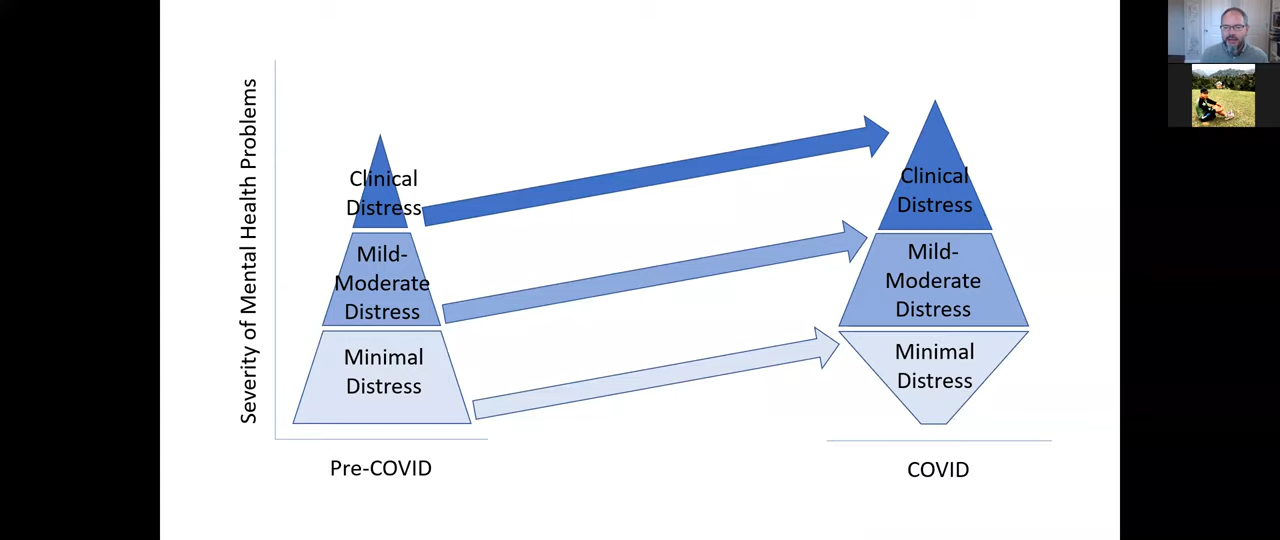 Severity of Mental Health Problems
Clinical
Distress
Mild-
Moderate
Distress
Minimal
Distress
Pre-COVID
Clinical
Distress
Mild-
Moderate
Distress
Minimal
Distress
COVID